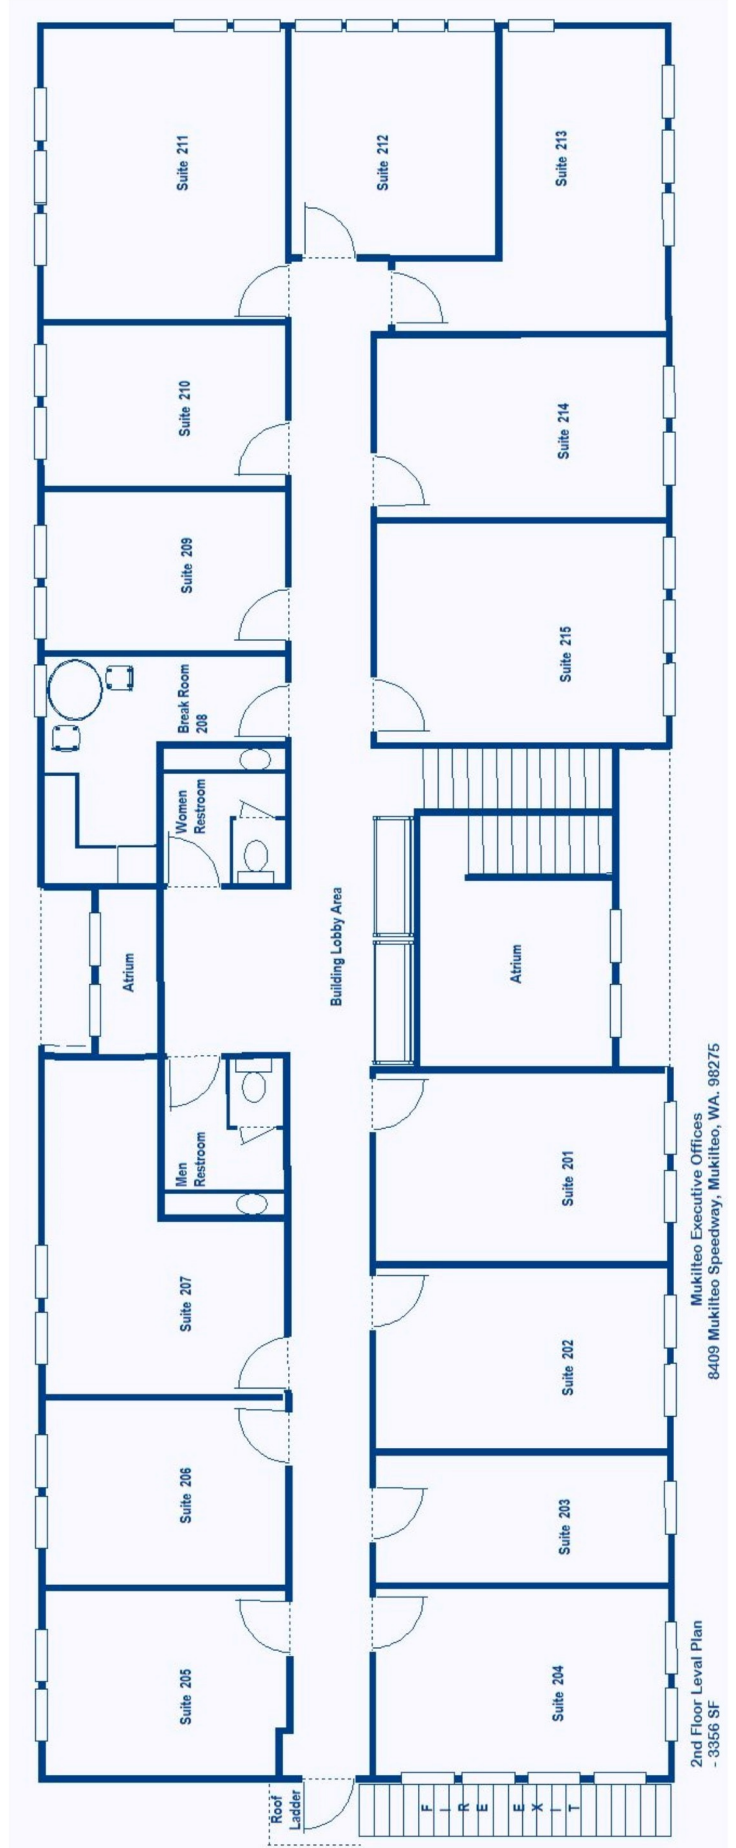 Suite 211
Suite 212
Suite 213
Suite 210
Suite 214
Suite 209
Suite 215
Break Room
208
Women
Restroom
Building Lobby Area
Atrium
Atrium
Men
Restroom
Suite 201
Suite 207
Suite 202
Suite 206
Suite 203
Suite 205
Suite 204
Roof
Ladder
FIRE EXIT
Mukilteo Executive Offices
8409 Mukilteo Speedway, Mukilteo, WA. 98275
2nd Floor Leval Plan
- 3356 SF